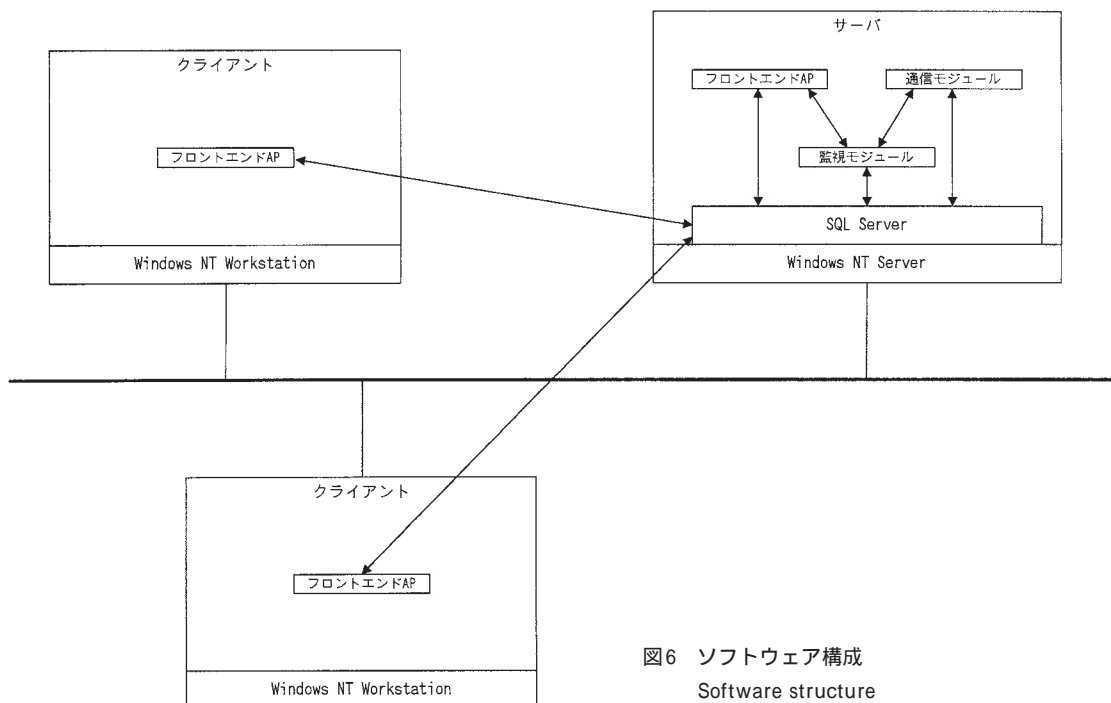 クライアント
フロントエンドAP
Windows NT Workstation
サーバ
フロントエンドAP
通信モジュール
監視モジュール
SQL Server
Windows NT Server
クライアント
フロントエンドAP
Windows NT Workstation
図6 ソフトウェア構成
Software structure